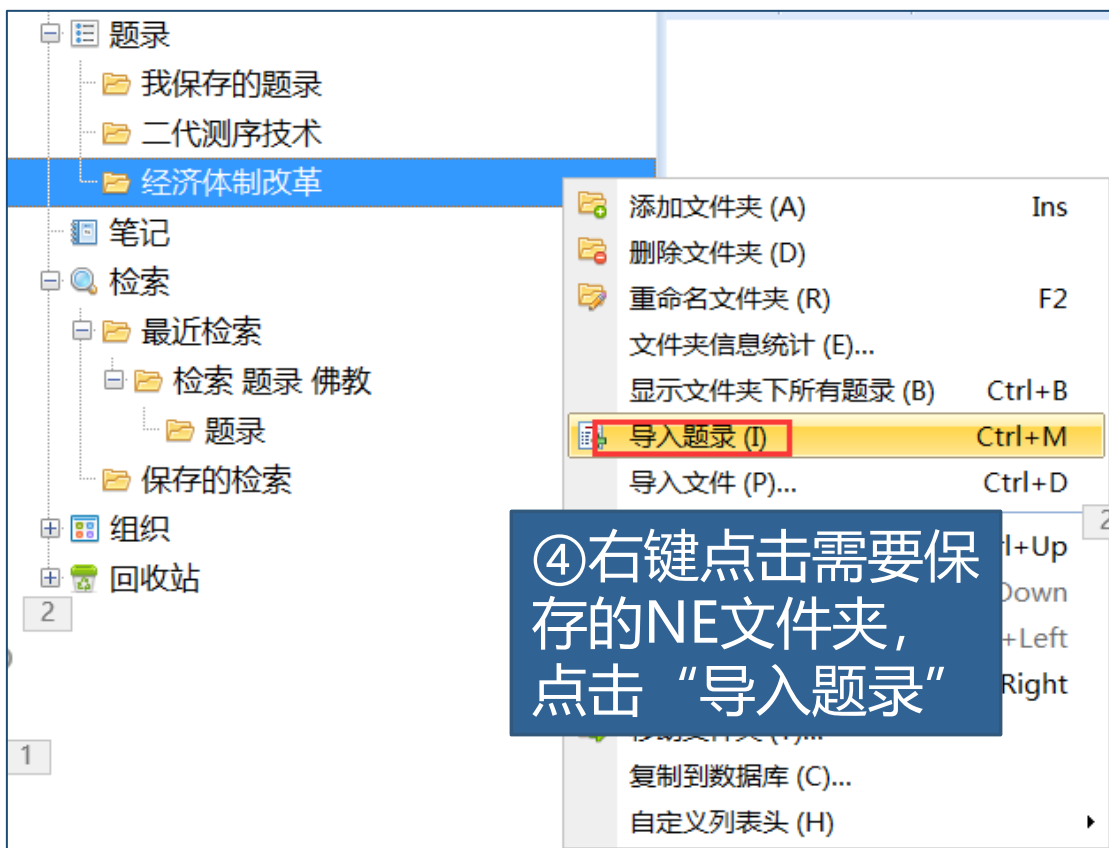 题录
我保存的题录
二代测序技术
经济体制改革
笔记
检索
最近检索
检索 题录 佛教
题录
保存的检索
组织
回收站
2
1
添加文件夹 (A) Ins
删除文件夹 (D)
重命名文件夹 (R) F2
文件夹信息统计 (E)...
显示文件夹下所有题录 (B) Ctrl+B
导入题录 (I) Ctrl+M
导入文件 (P)... Ctrl+D
2
④右键点击需要保
存的NE文件夹，
点击“导入题录”
l+Up
Down
+Left
Right
复制到数据库 (C)...
自定义列表头 (H)